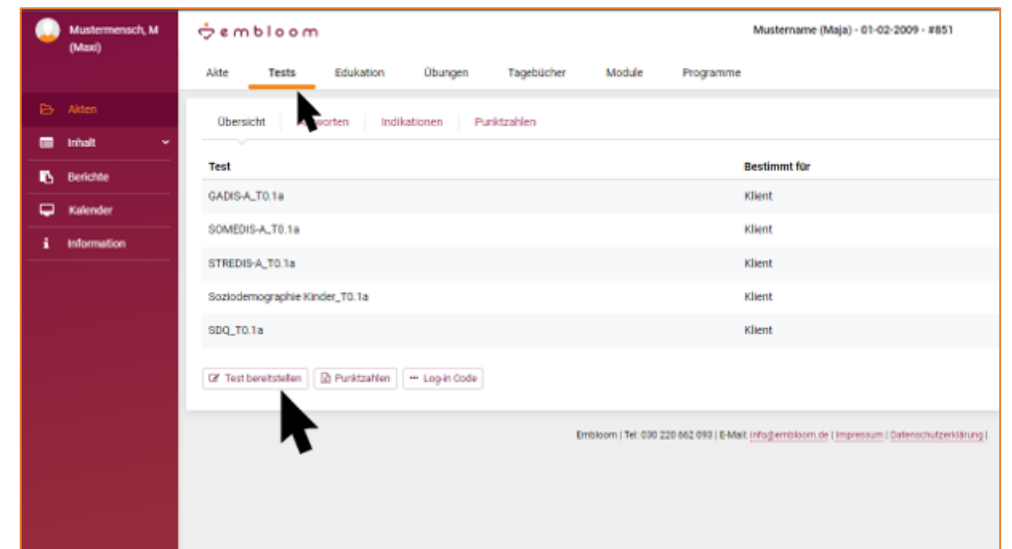 Mustermensch, M
(Maxi)
embloom
Mustername (Maja) - 01-02-2009 - #851
Akte Tests Edukation Übungen Tagebücher Module Programme
Akten
Inhalt
Berichte
Kalender
Information
Übersicht Indikationen Punktzahlen
Test Bestimmt für
GADIS-A_T0.1a Klient
SOMEDIS-A_T0.1a Klient
STREDIS-A_T0.1a Klient
Soziodemographie Kinder_T0.1a Klient
SDQ_T0.1a Klient
Test bereitstellen Punktzahlen Log-in Code
Embloom | Tel: 030 220 662 093 | E-Mail: info@embloom.de | Impressum | Datenschutzerklärung |